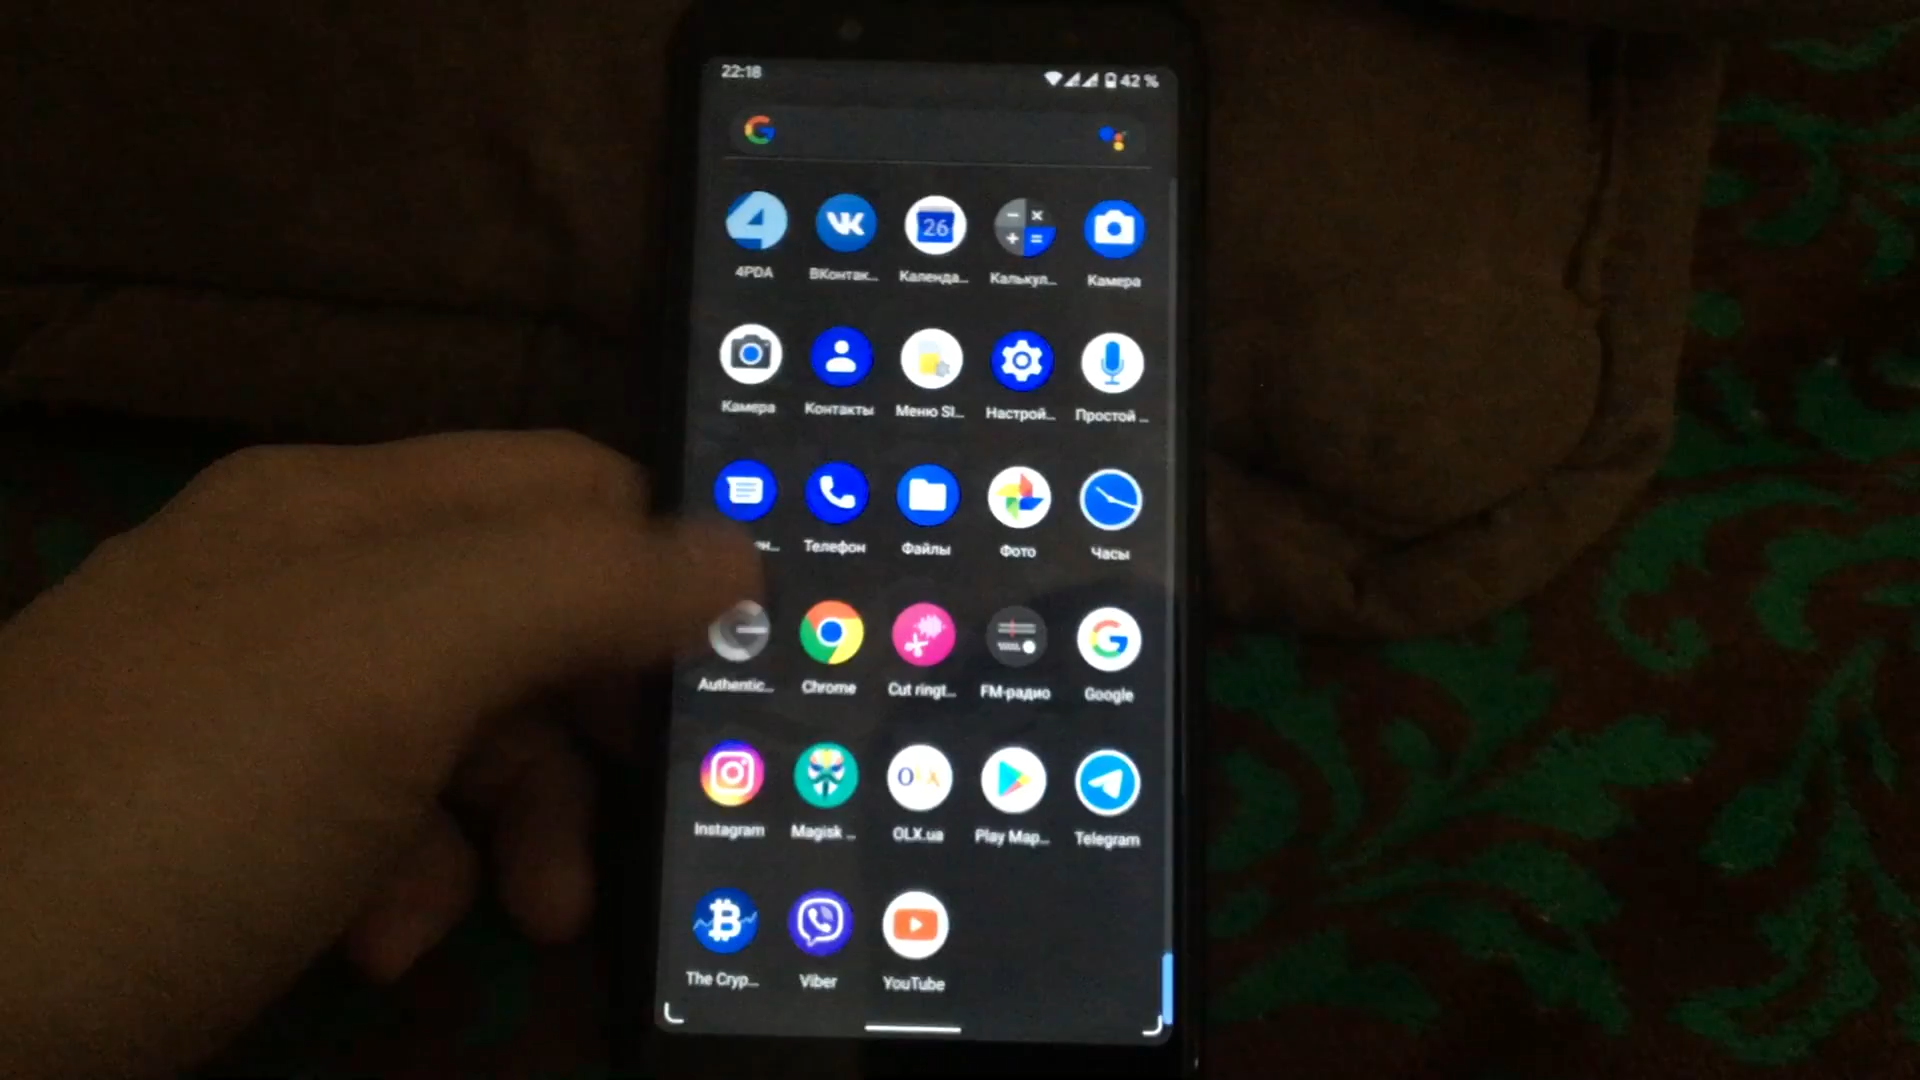 22:18 42 %
4PDA ВКонтак... Календа... Калькул... Камера
26
Камера Контакты Меню SI... Настрой... Простой ...
Телефон Файлы Фото Часы
Authentic... Chrome Cut ringt... FM-радио Google
Instagram Magisk ... OLX.ua Play Мар... Telegram
The Cryp... Viber YouTube